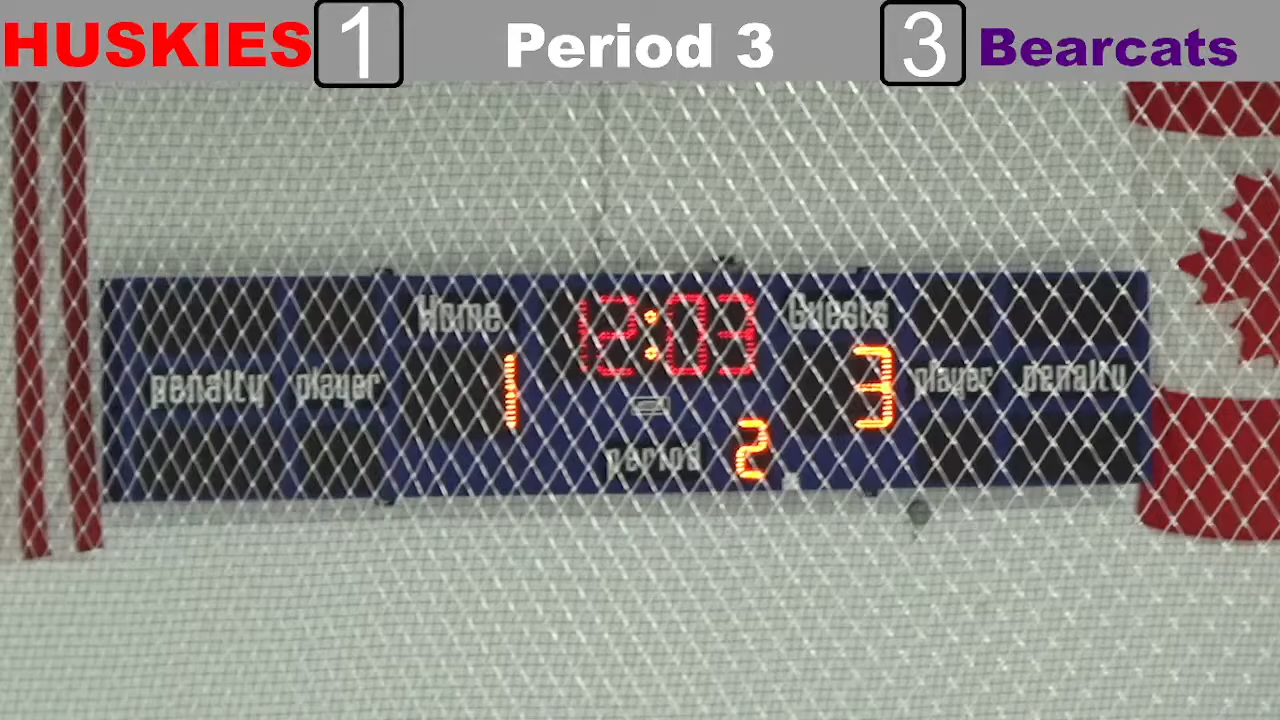 HUSKIES 1 Period 3 3 Bearcats
Home 12:03 Guests
penalty player 1 3 player penalty
period 2